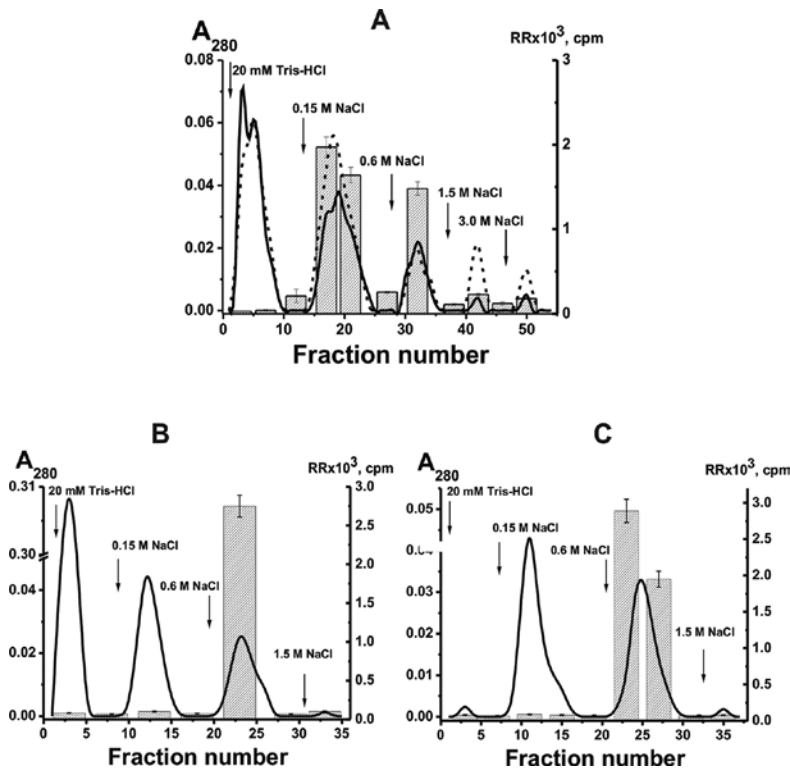 A
A280
RRx10³, cpm
20 mM Tris-HCl
0.15 M NaCl
0.6 M NaCl
1.5 M NaCl
3.0 M NaCl
0.08
0.06
0.04
0.02
0.00
3
2
1
0
0 10 20 30 40 50
Fraction number
B
A280
RRx10³, cpm
20 mM Tris-HCl
0.15 M NaCl
0.6 M NaCl
1.5 M NaCl
0.31
0.30
0.04
0.02
0.00
3.0
2.5
2.0
1.5
1.0
0.5
0.0
0 5 10 15 20 25 30 35
Fraction number
C
A280
RRx10³, cpm
20 mM Tris-HCl
0.15 M NaCl
0.6 M NaCl
1.5 M NaCl
0.05
0.04
0.04
0.03
0.02
0.01
0.00
3.0
2.5
2.0
1.5
1.0
0.5
0.0
0 5 10 15 20 25 30 35
Fraction number